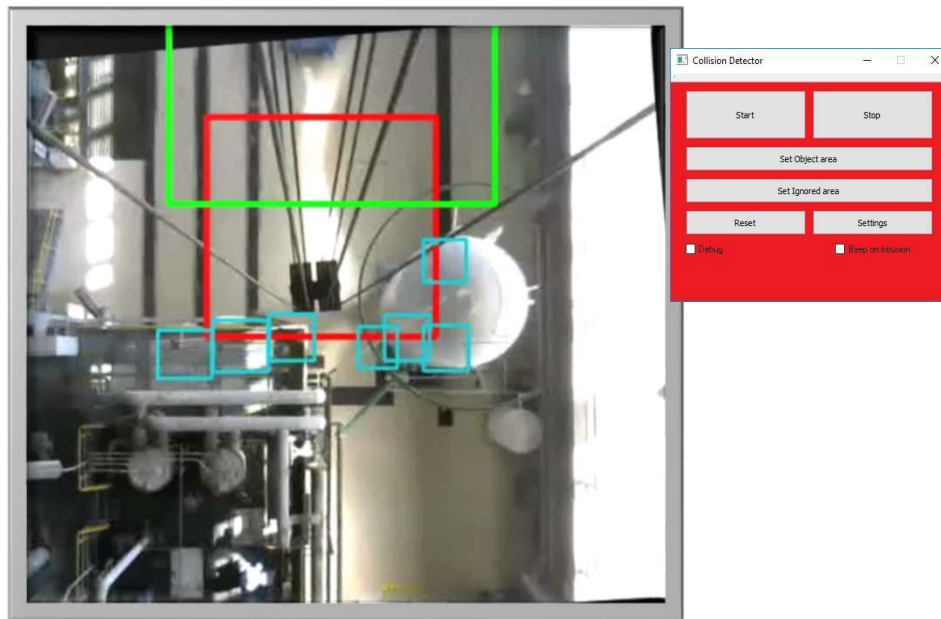 Collision Detector
Start
Stop
Set Object area
Set Ignored area
Reset
Settings
Debug
Beep on intrusion